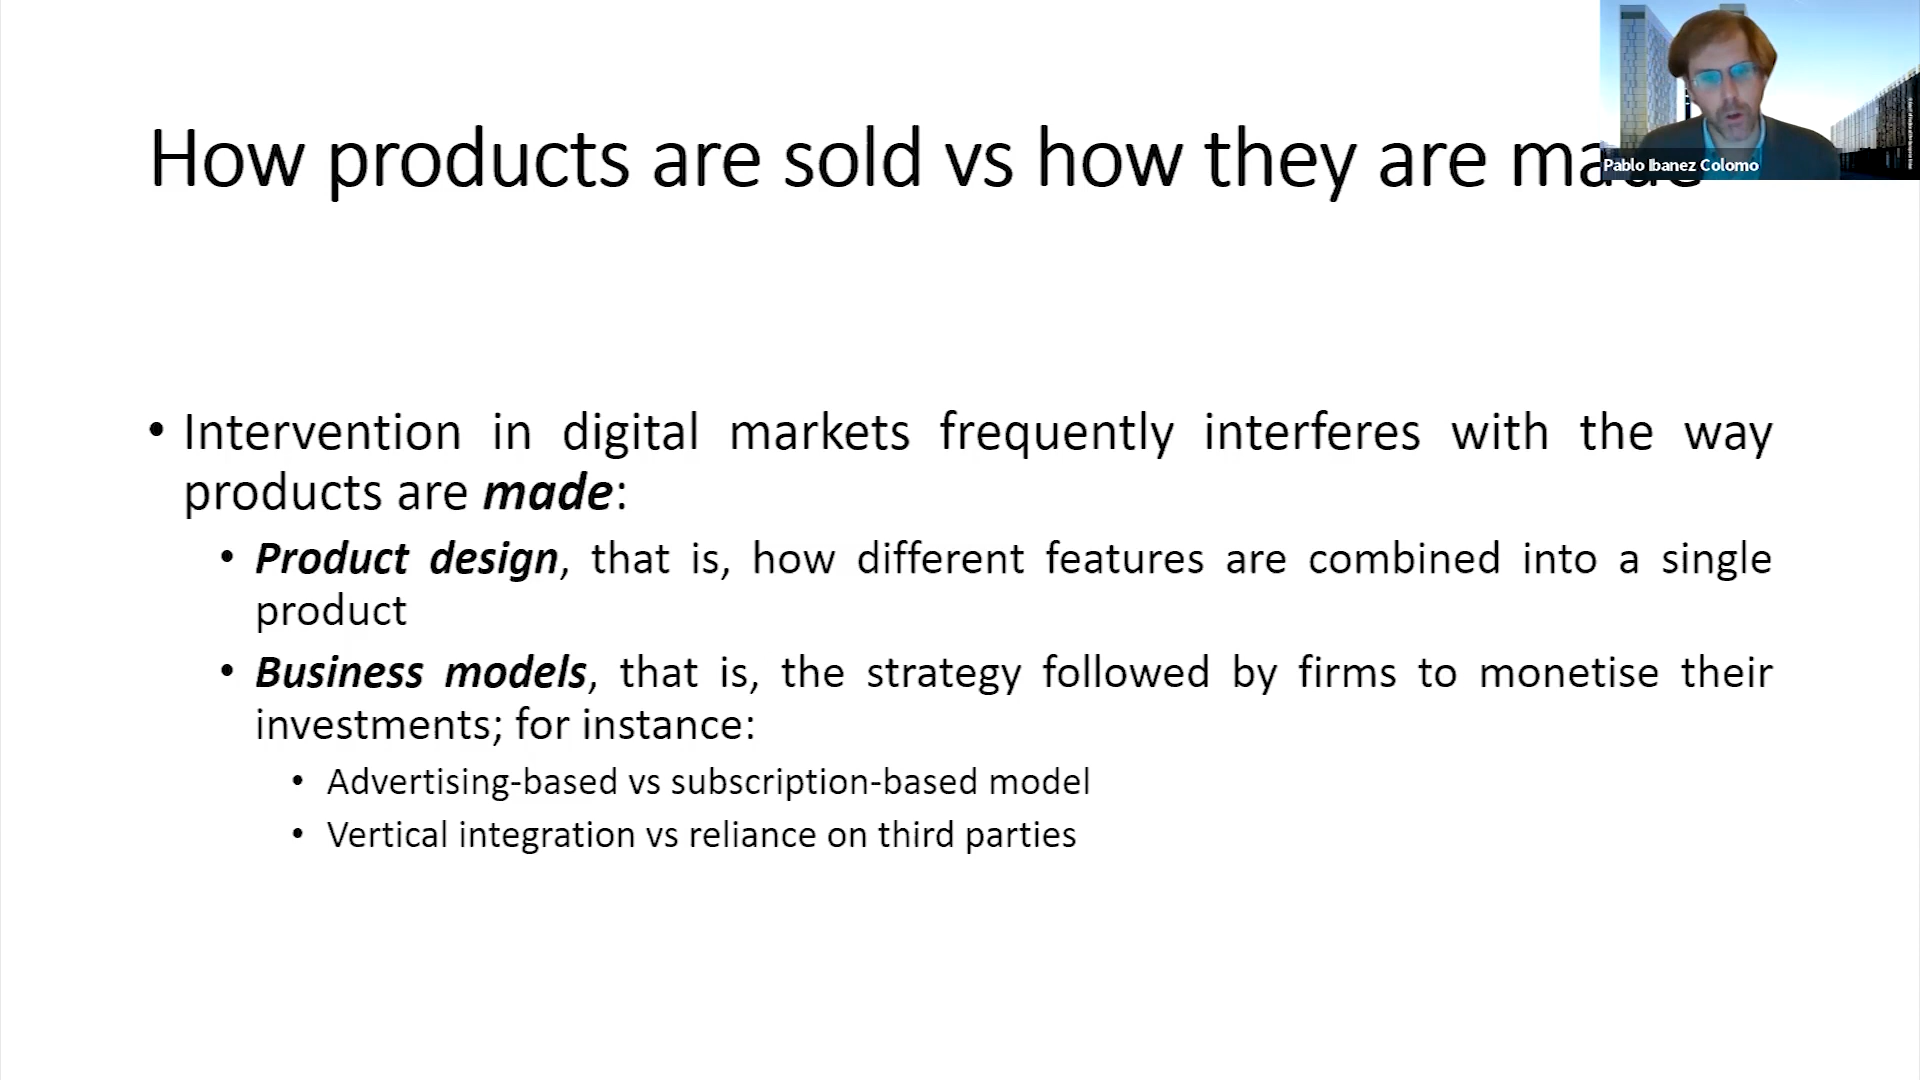 How products are sold vs how they are made
Pablo Ibanez Colomo
• Intervention in digital markets frequently interferes with the way
products are made:
• Product design, that is, how different features are combined into a single
product
• Business models, that is, the strategy followed by firms to monetise their
investments; for instance:
• Advertising-based vs subscription-based model
• Vertical integration vs reliance on third parties